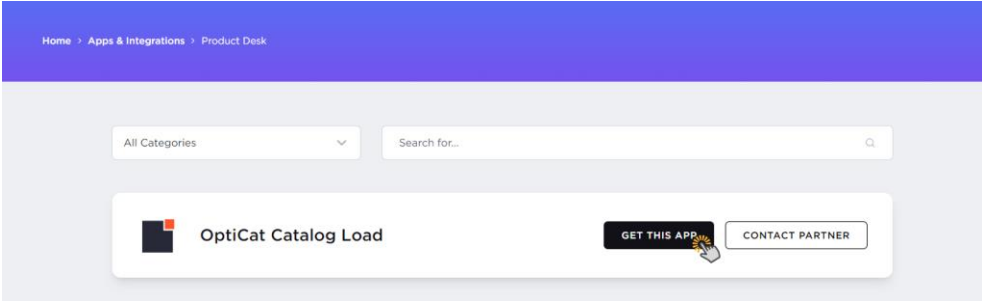 Home > Apps & Integrations > Product Desk
All Categories
Search for...
OptiCat Catalog Load
GET THIS APP
CONTACT PARTNER